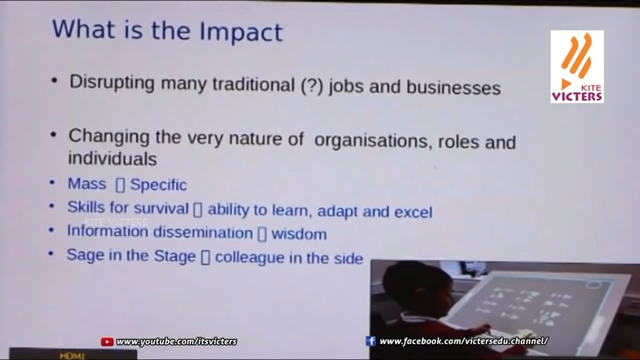 What is the Impact
• Disrupting many traditional (?) jobs and businesses
• Changing the very nature of organisations, roles and
individuals
• Mass ▯ Specific
• Skills for survival ▯ ability to learn, adapt and excel
KITE VICTERS
• Information dissemination ▯ wisdom
• Sage in the Stage ▯ colleague in the side
KITE
VICTERS
HDMI
www.youtube.com/itsvicters
www.facebook.com/victersedu.channel/